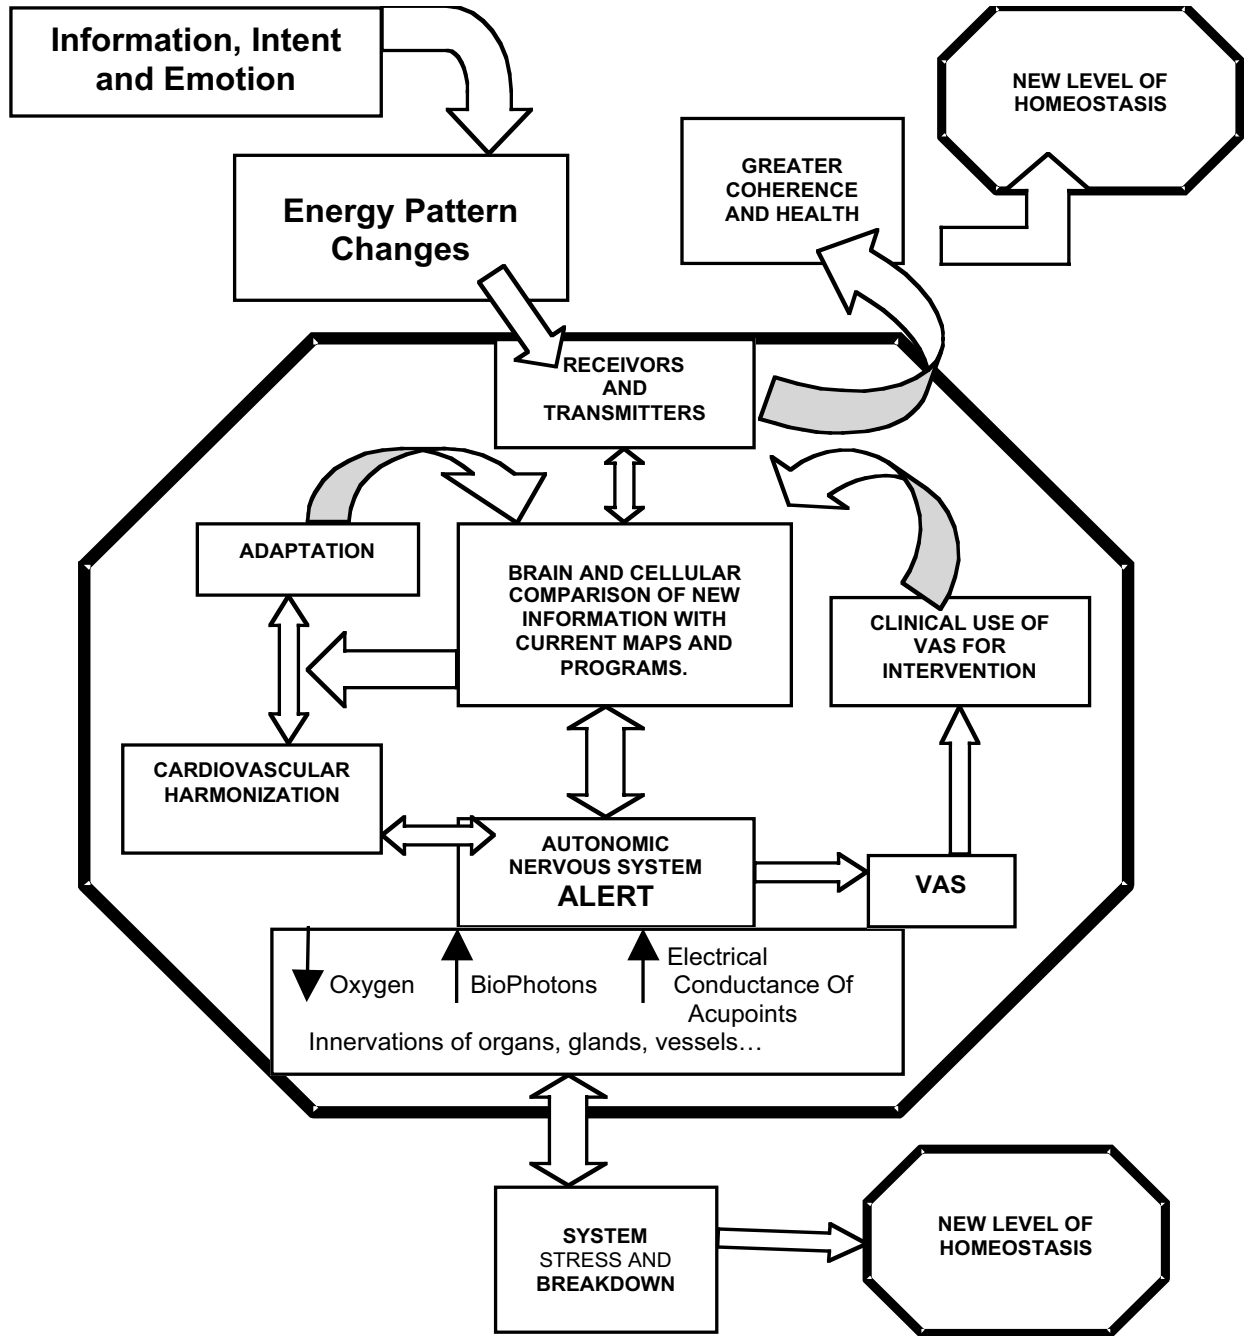 Information, Intent
and Emotion
NEW LEVEL OF
HOMEOSTASIS
GREATER
COHERENCE
AND HEALTH
Energy Pattern
Changes
RECEIVORS
AND
TRANSMITTERS
ADAPTATION
BRAIN AND CELLULAR
COMPARISON OF NEW
INFORMATION WITH
CURRENT MAPS AND
PROGRAMS.
CLINICAL USE OF
VAS FOR
INTERVENTION
CARDIOVASCULAR
HARMONIZATION
AUTONOMIC
NERVOUS SYSTEM
ALERT
VAS
Oxygen
BioPhotons
Electrical
Conductance Of
Acupoints
Innervations of organs, glands, vessels…
SYSTEM
STRESS AND
BREAKDOWN
NEW LEVEL OF
HOMEOSTASIS